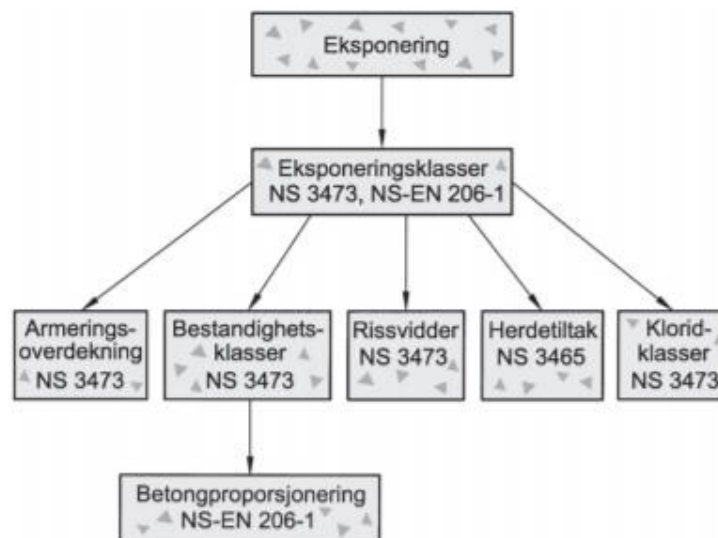 Eksponering
Eksponeringsklasser
NS 3473, NS-EN 206-1
Armerings-
overdekning
NS 3473
Bestandighets-
klasser
NS 3473
Rissvidder
NS 3473
Herdetiltak
NS 3465
Klorid-
klasser
NS 3473
Betongproporsjonering
NS-EN 206-1